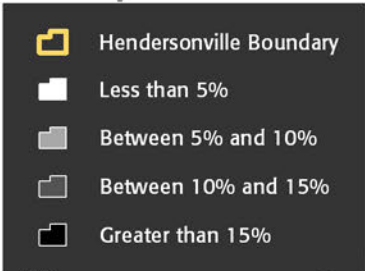 Hendersonville Boundary
Less than 5%
Between 5% and 10%
Between 10% and 15%
Greater than 15%